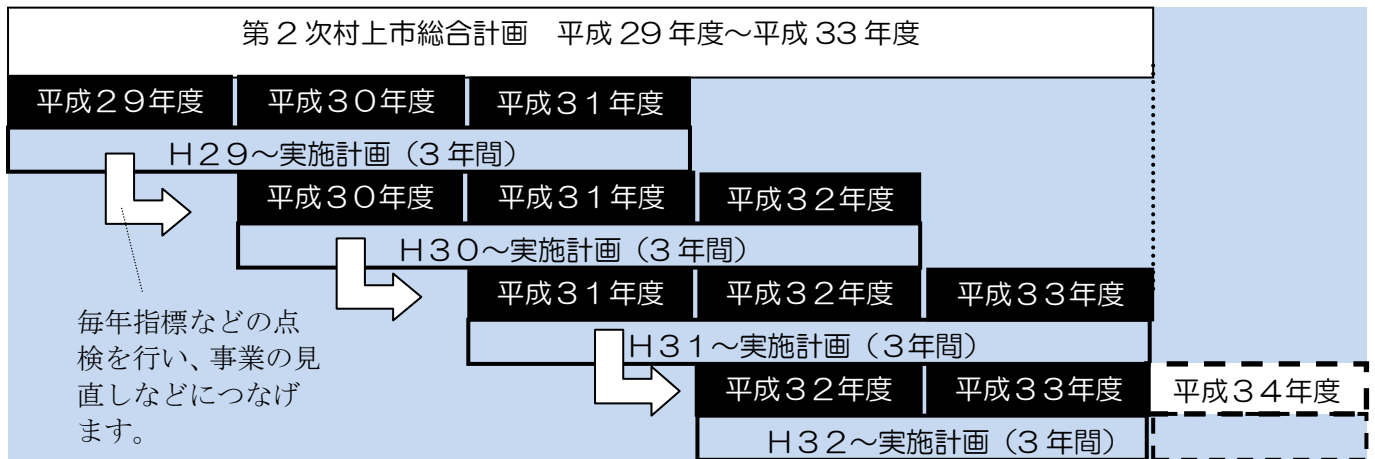 第2次村上市総合計画　平成29年度～平成33年度
平成２９年度 平成３０年度 平成３１年度
Ｈ２９～実施計画（３年間）
平成３０年度 平成３１年度 平成３２年度
Ｈ３０～実施計画（３年間）
平成３１年度 平成３２年度 平成３３年度
Ｈ３１～実施計画（３年間）
平成３２年度 平成３３年度 平成３４年度
Ｈ３２～実施計画（３年間）
毎年指標などの点
検を行い、事業の見
直しなどにつなげ
ます。